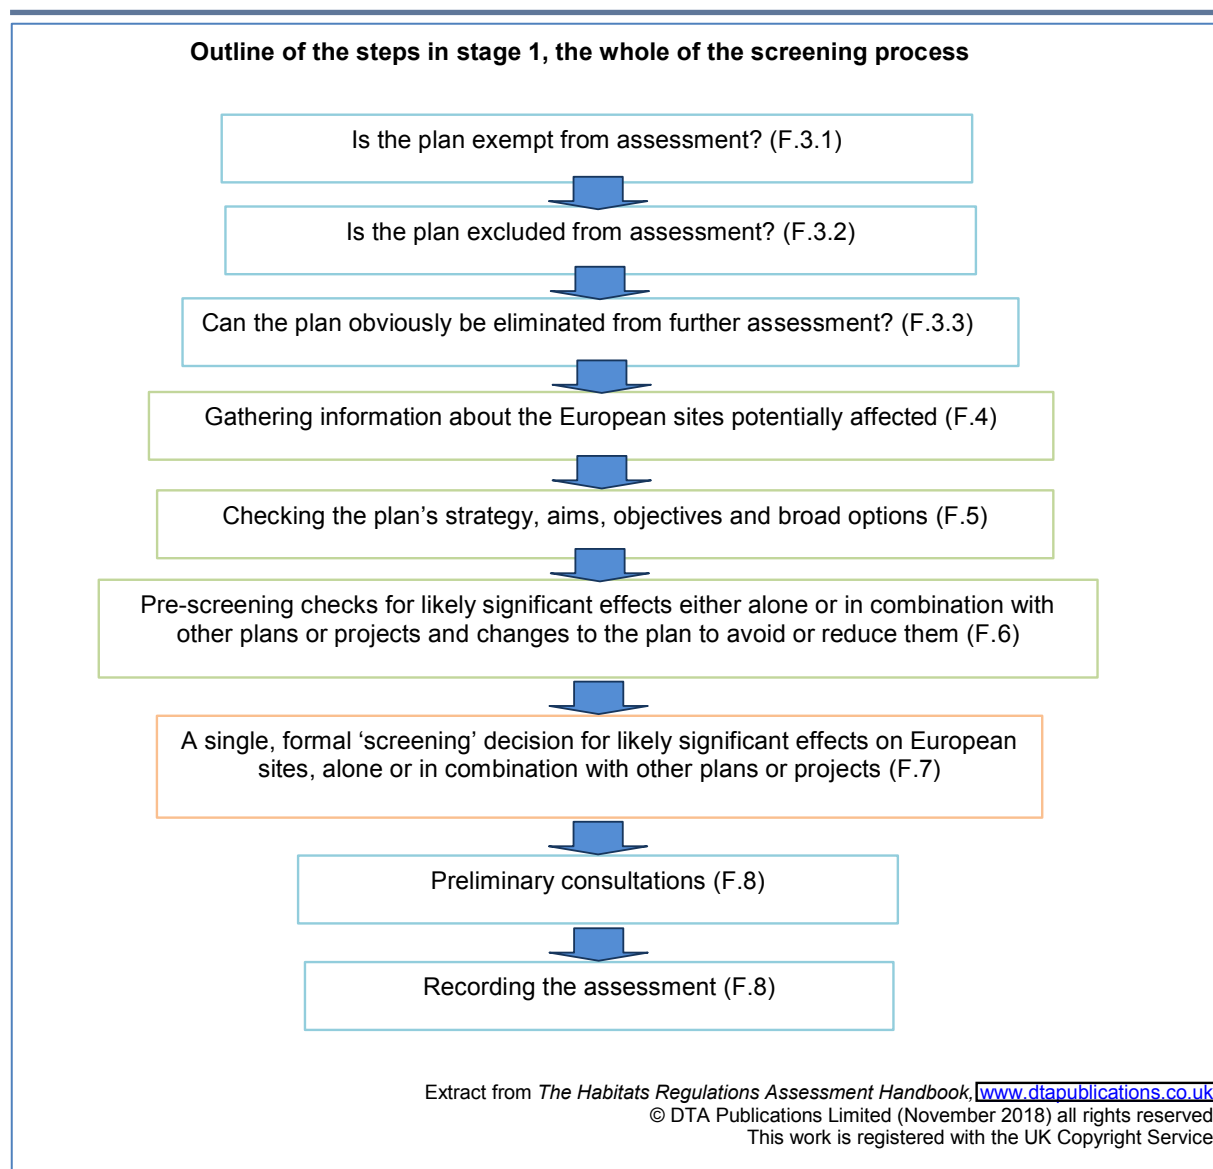 Outline of the steps in stage 1, the whole of the screening process
Is the plan exempt from assessment? (F.3.1)
Is the plan excluded from assessment? (F.3.2)
Can the plan obviously be eliminated from further assessment? (F.3.3)
Gathering information about the European sites potentially affected (F.4)
Checking the plan’s strategy, aims, objectives and broad options (F.5)
Pre-screening checks for likely significant effects either alone or in combination with
other plans or projects and changes to the plan to avoid or reduce them (F.6)
A single, formal ‘screening’ decision for likely significant effects on European
sites, alone or in combination with other plans or projects (F.7)
Preliminary consultations (F.8)
Recording the assessment (F.8)
Extract from The Habitats Regulations Assessment Handbook, www.dtapublications.co.uk
© DTA Publications Limited (November 2018) all rights reserved
This work is registered with the UK Copyright Service